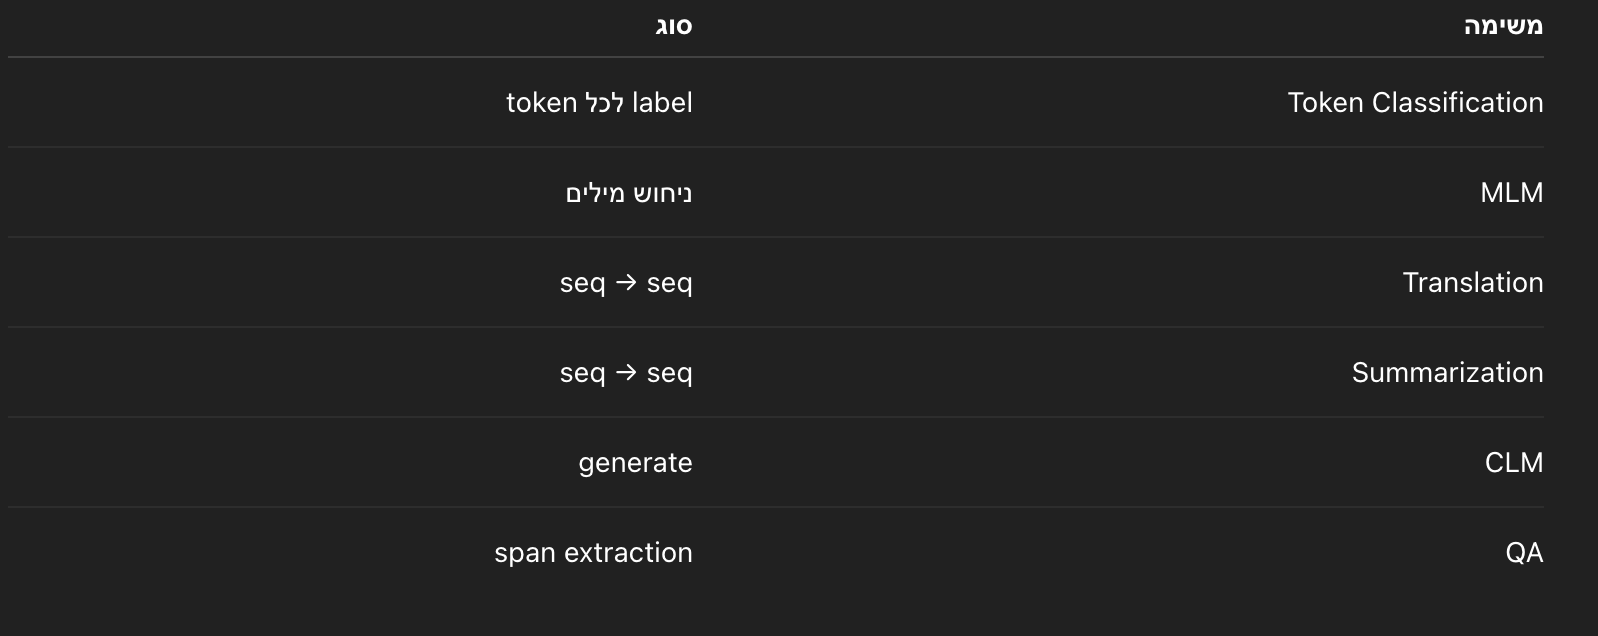 משימה סוג
Token Classification label לכל token
MLM ניחוש מילים
Translation seq → seq
Summarization seq → seq
CLM generate
QA span extraction